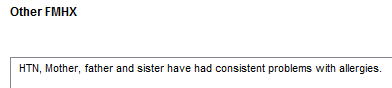 Other FMHX
HTN, Mother, father and sister have had consistent problems with allergies.